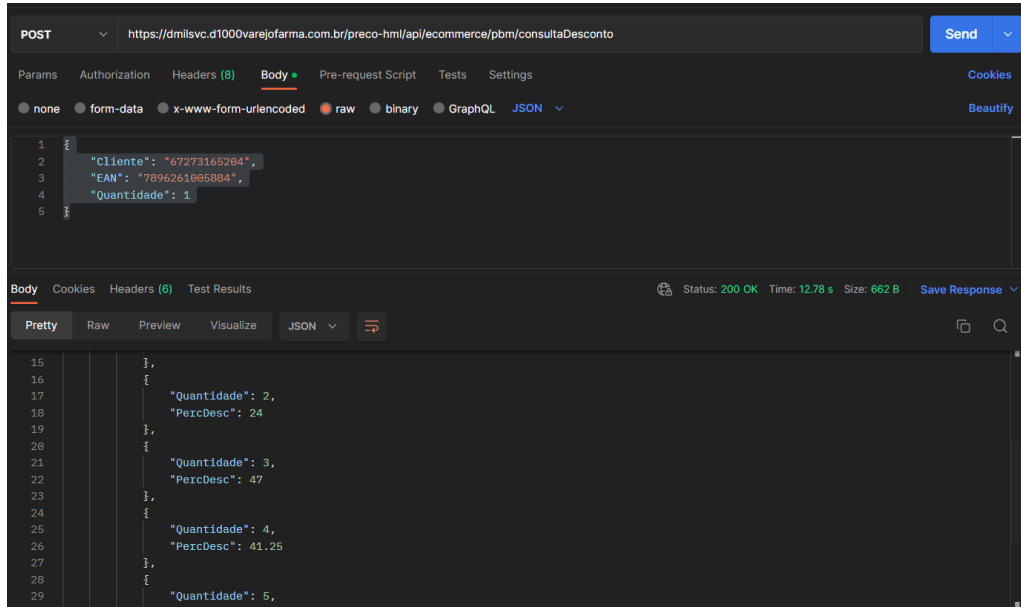 POST https://dmilsvc.d1000varejofarma.com.br/preco-hml/api/ecommerce/pbm/consultaDesconto Send
Params Authorization Headers (8) Body Pre-request Script Tests Settings Cookies
none form-data x-www-form-urlencoded raw binary GraphQL JSON Beautify
1 {
2 "Cliente": "67273165204",
3 "EAN": "7896261005884",
4 "Quantidade": 1
5 }
Body Cookies Headers (6) Test Results Status: 200 OK Time: 12.78 s Size: 662 B Save Response
Pretty Raw Preview Visualize JSON
15 },
16 {
17 "Quantidade": 2,
18 "PercDesc": 24
19 },
20 {
21 "Quantidade": 3,
22 "PercDesc": 47
23 },
24 {
25 "Quantidade": 4,
26 "PercDesc": 41.25
27 },
28 {
29 "Quantidade": 5,